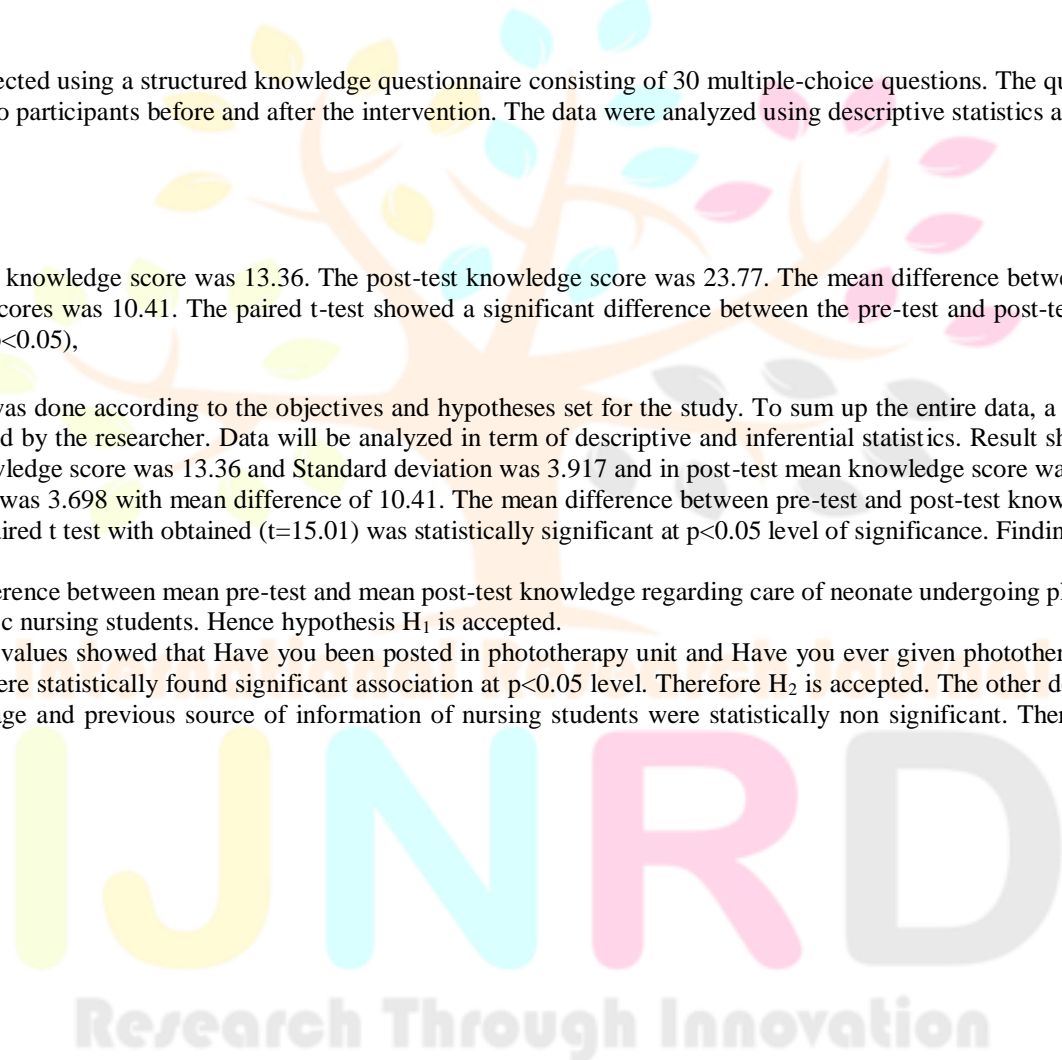 ected using a structured knowledge questionnaire consisting of 30 multiple-choice questions. The qu
o participants before and after the intervention. The data were analyzed using descriptive statistics a
knowledge score was 13.36. The post-test knowledge score was 23.77. The mean difference betwe
cores was 10.41. The paired t-test showed a significant difference between the pre-test and post-te
<0.05),
was done according to the objectives and hypotheses set for the study. To sum up the entire data, a
d by the researcher. Data will be analyzed in term of descriptive and inferential statistics. Result sh
wledge score was 13.36 and Standard deviation was 3.917 and in post-test mean knowledge score wa
was 3.698 with mean difference of 10.41. The mean difference between pre-test and post-test know
ired t test with obtained (t=15.01) was statistically significant at p<0.05 level of significance. Findin
erence between mean pre-test and mean post-test knowledge regarding care of neonate undergoing pl
c nursing students. Hence hypothesis H₁ is accepted.
values showed that Have you been posted in phototherapy unit and Have you ever given photother
ere statistically found significant association at p<0.05 level. Therefore H₂ is accepted. The other d
age and previous source of information of nursing students were statistically non significant. Ther
International Research Journal
IJNRD
Research Through Innovation